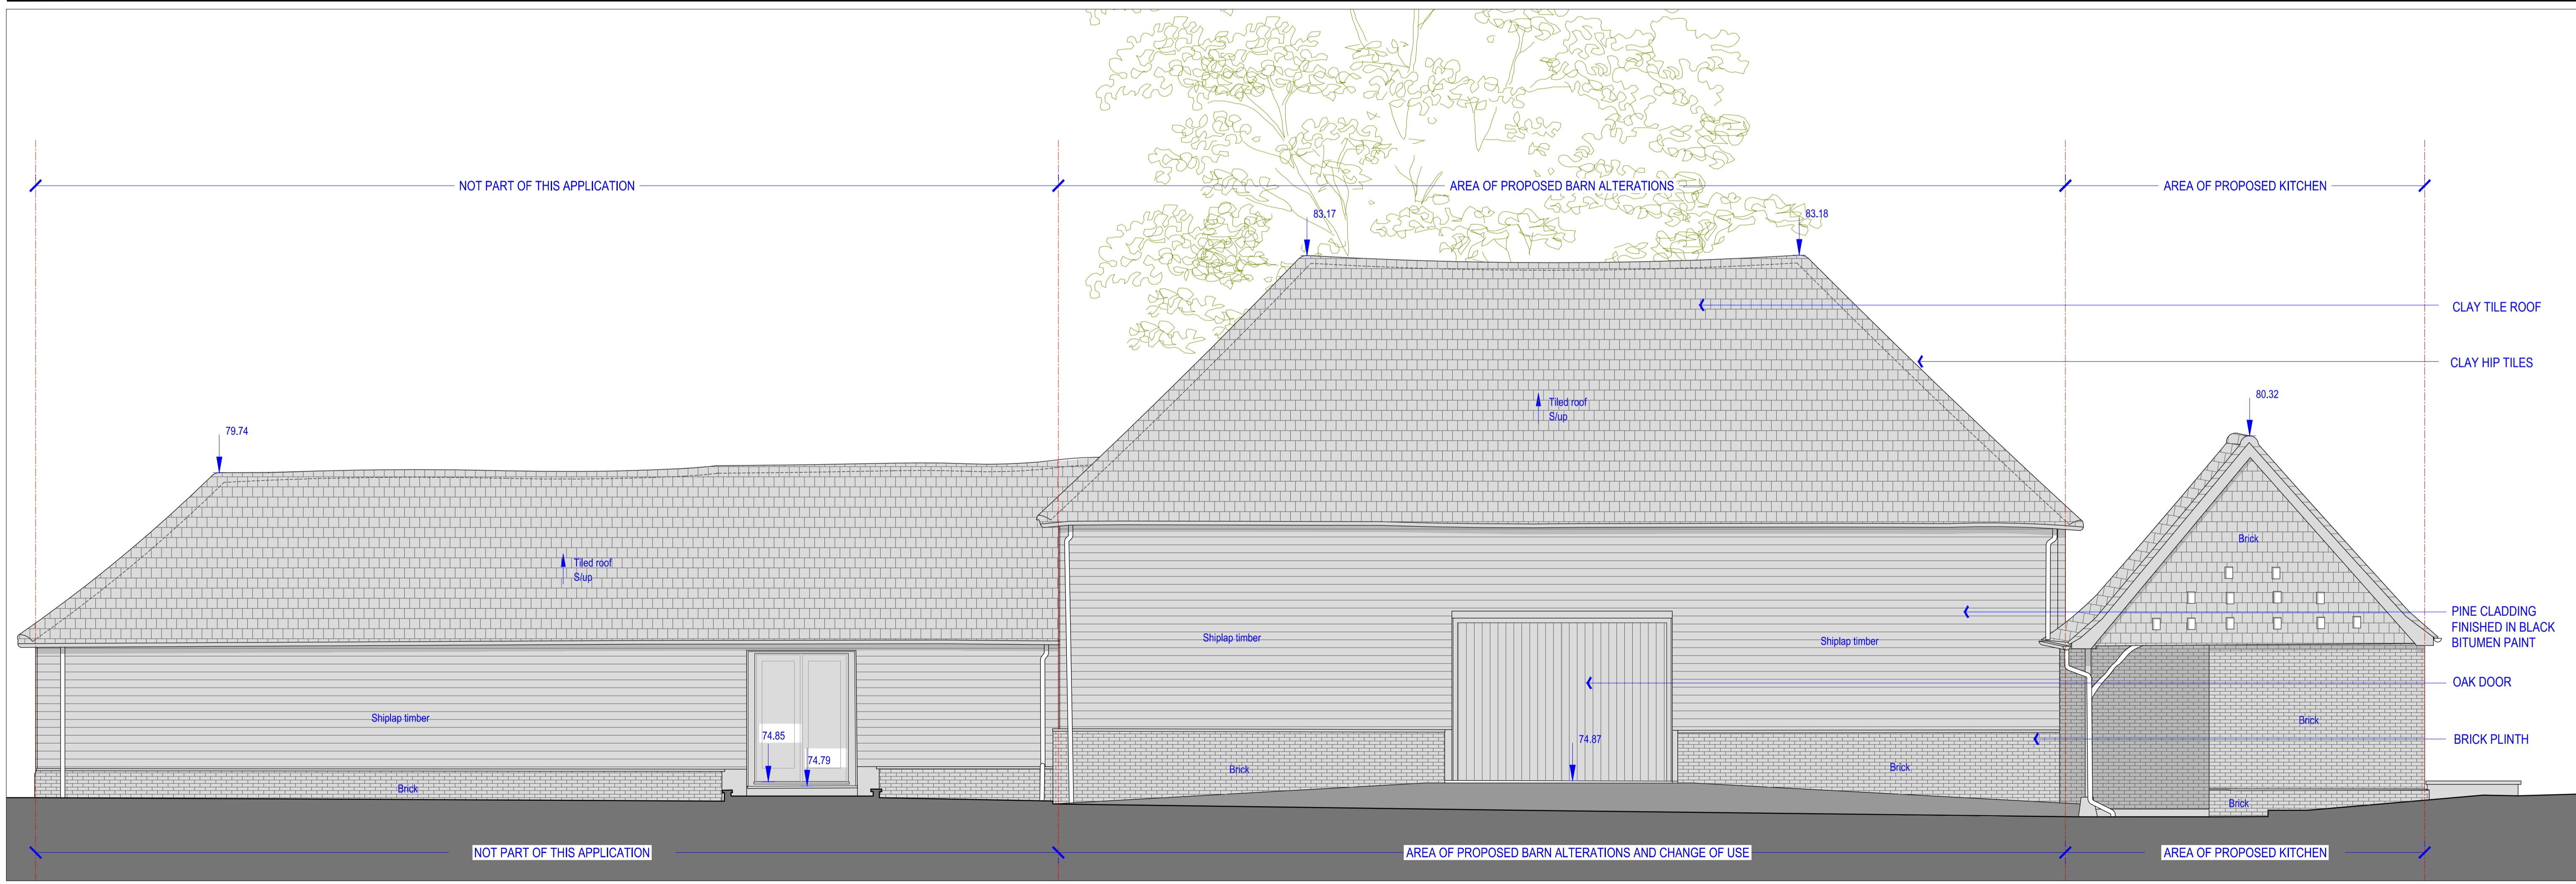 NOT PART OF THIS APPLICATION
AREA OF PROPOSED BARN ALTERATIONS
AREA OF PROPOSED KITCHEN
83.17
83.18
CLAY TILE ROOF
CLAY HIP TILES
80.32
Tiled roof
S/up
79.74
Brick
Tiled roof
S/up
PINE CLADDING
FINISHED IN BLACK
BITUMEN PAINT
Shiplap timber
Shiplap timber
OAK DOOR
Shiplap timber
Brick
74.85
74.87
BRICK PLINTH
74.79
Brick
Brick
Brick
Brick
NOT PART OF THIS APPLICATION
AREA OF PROPOSED BARN ALTERATIONS AND CHANGE OF USE
AREA OF PROPOSED KITCHEN